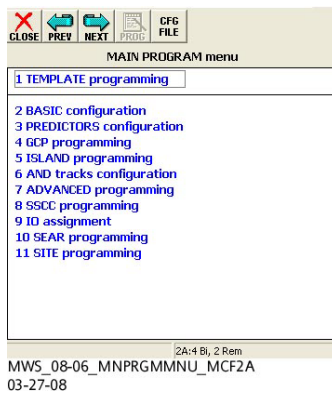 CLOSE PREV NEXT PROG CFG FILE
MAIN PROGRAM menu
1 TEMPLATE programming
2 BASIC configuration
3 PREDICTORS configuration
4 GCP programming
5 ISLAND programming
6 AND tracks configuration
7 ADVANCED programming
8 SSCC programming
9 IO assignment
10 SEAR programming
11 SITE programming
2A:4 Bi, 2 Rem
MWS_08-06_MNPRGMMNU_MCF2A
03-27-08